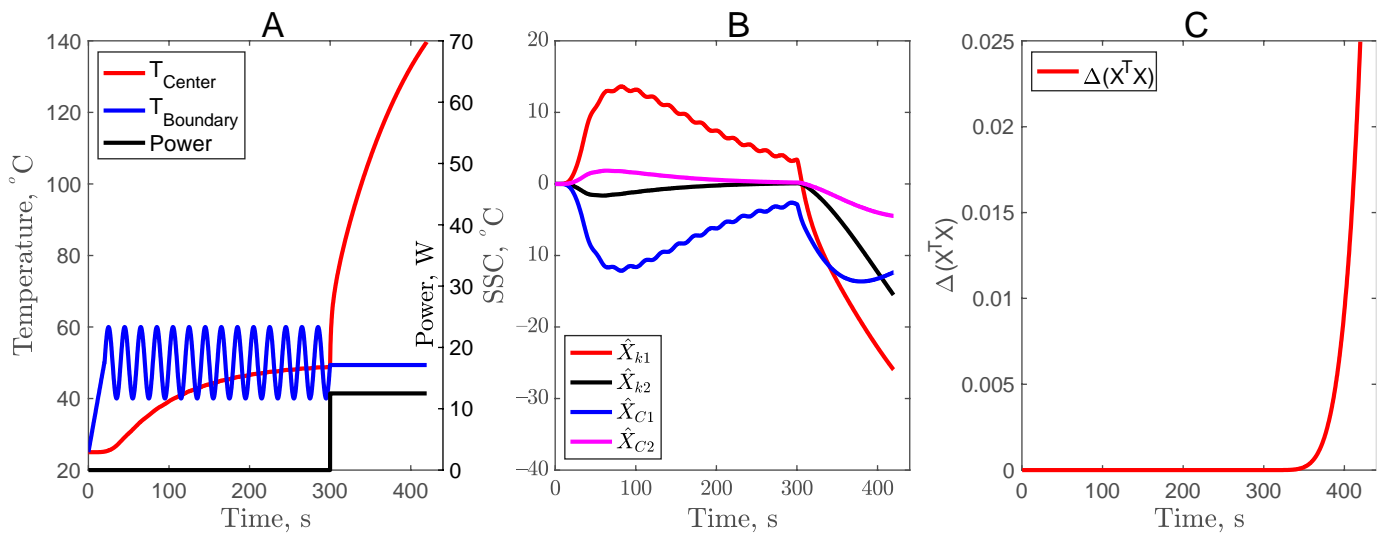 A
Temperature, °C
140
120
100
80
60
40
20
T_Center
T_Boundary
Power
70
60
50
40
30
20
10
0
Power, W
0 100 200 300 400
Time, s
B
SSC, °C
20
10
0
10
−20
−30
−40
X̂_k1
X̂_k2
X̂_C1
X̂_C2
0 100 200 300 400
Time, s
C
Δ(X^T X)
0.025
0.02
0.015
0.01
0.005
0
Δ(X^T X)
0 100 200 300 400
Time, s